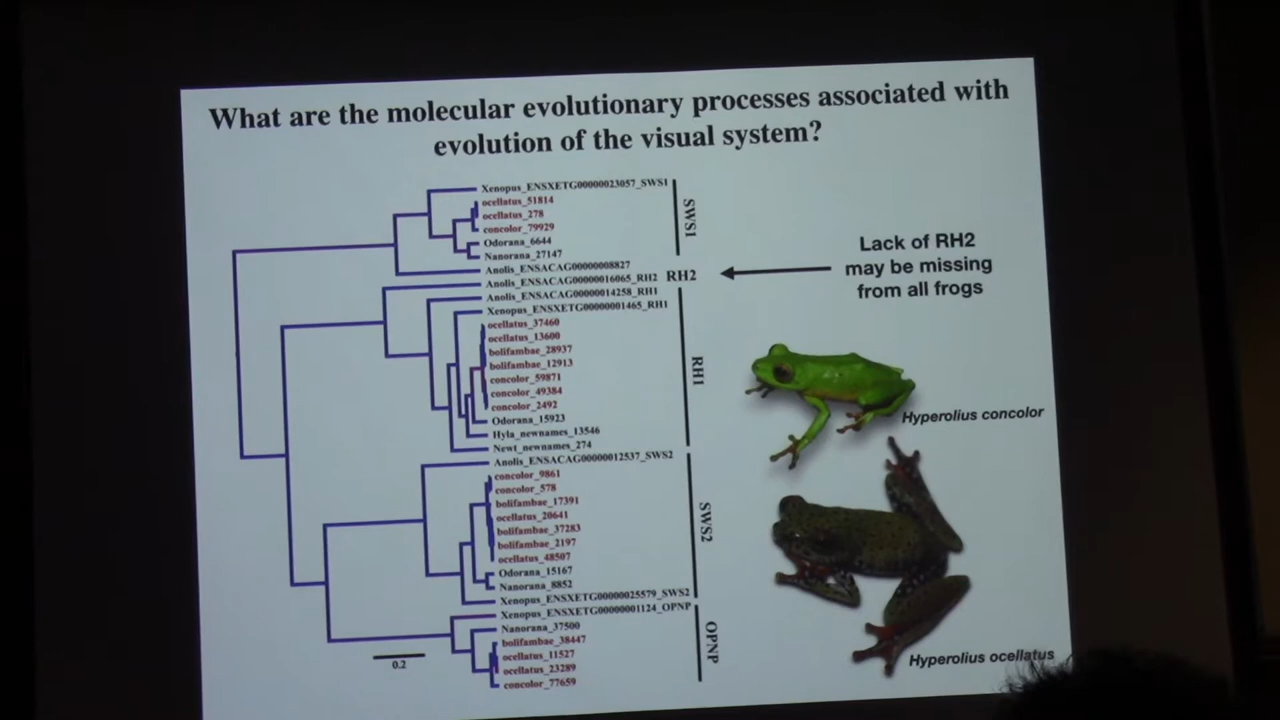 What are the molecular evolutionary processes associated with
evolution of the visual system?
Xenopus_ENSXETG00000023057_SWS1
ocellatus_51814
ocellatus_278
concolor_79929
Odorana_6644
Nanorana_27147
Anolis_ENSACAG00000008827
SWS1
Anolis_ENSACAG00000016065_RH2
RH2
Lack of RH2
may be missing
from all frogs
Anolis_ENSACAG00000014258_RH1
Xenopus_ENSXETG00000001465_RH1
ocellatus_37460
ocellatus_13600
bolifambae_28937
bolifambae_12913
concolor_59871
concolor_49384
concolor_2492
Odorana_15923
Hyla_newnames_13546
Newt_newnames_274
RH1
Hyperolius concolor
Anolis_ENSACAG00000012537_SWS2
concolor_9861
concolor_578
bolifambae_17391
ocellatus_20641
bolifambae_37283
bolifambae_2197
ocellatus_48507
Odorana_15167
Nanorana_8852
Xenopus_ENSXETG00000025579_SWS2
SWS2
Xenopus_ENSXETG00000001124_OPNP
Nanorana_37500
bolifambae_38447
ocellatus_11527
ocellatus_23289
concolor_77659
OPNP
0.2
Hyperolius ocellatus